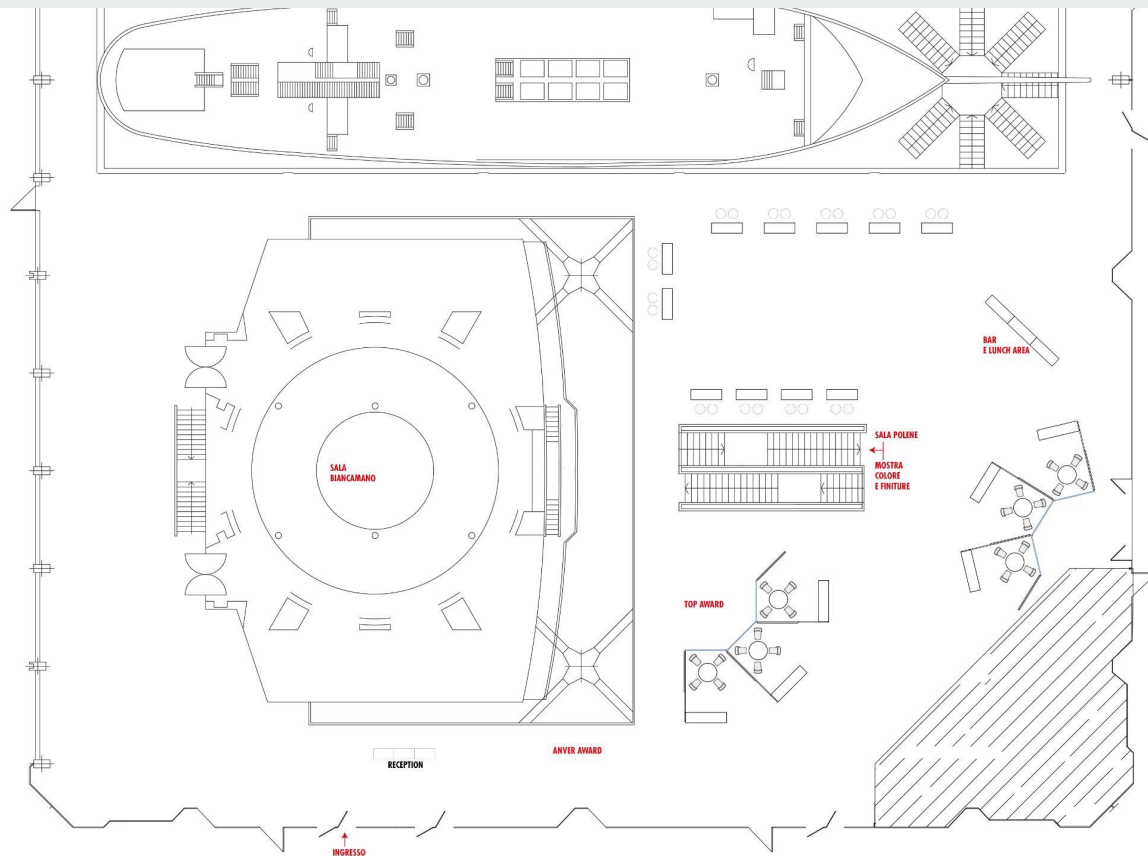 BAR
E LUNCH AREA
SALA POLENE
MOSTRA
COLORE
E FINITURE
SALA
BIANCAMANO
TOP AWARD
ANVER AWARD
RECEPTION
INGRESSO